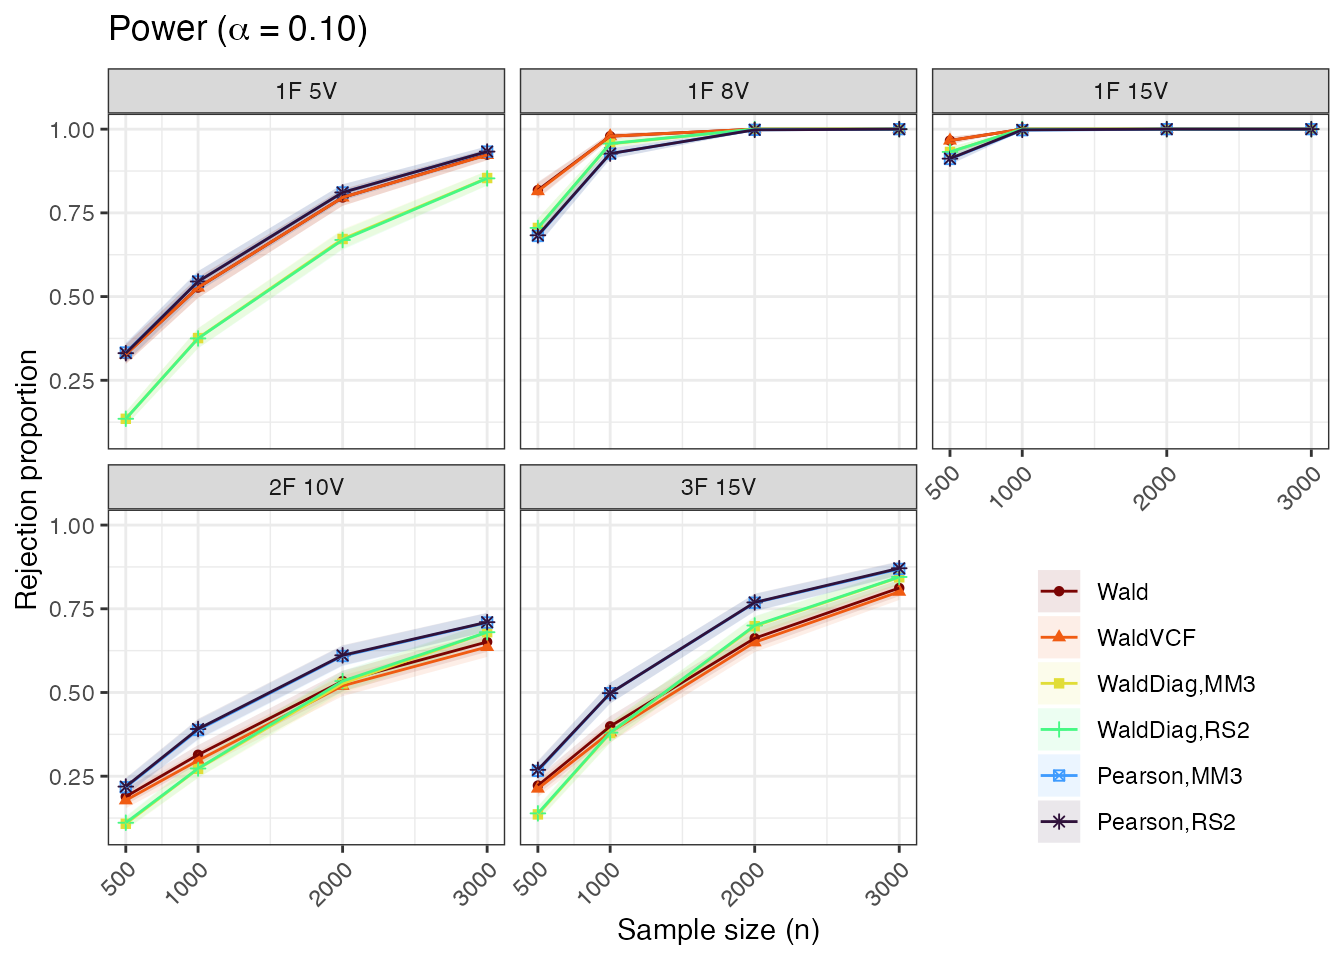 Power (α = 0.10)
1F 5V
1F 8V
1F 15V
1.00
0.75
0.50
0.25
500
1000
2000
3000
2F 10V
3F 15V
1.00
0.75
0.50
0.25
500
1000
2000
3000
500
1000
2000
3000
Rejection proportion
Sample size (n)
Wald
WaldVCF
WaldDiag,MM3
WaldDiag,RS2
Pearson,MM3
Pearson,RS2